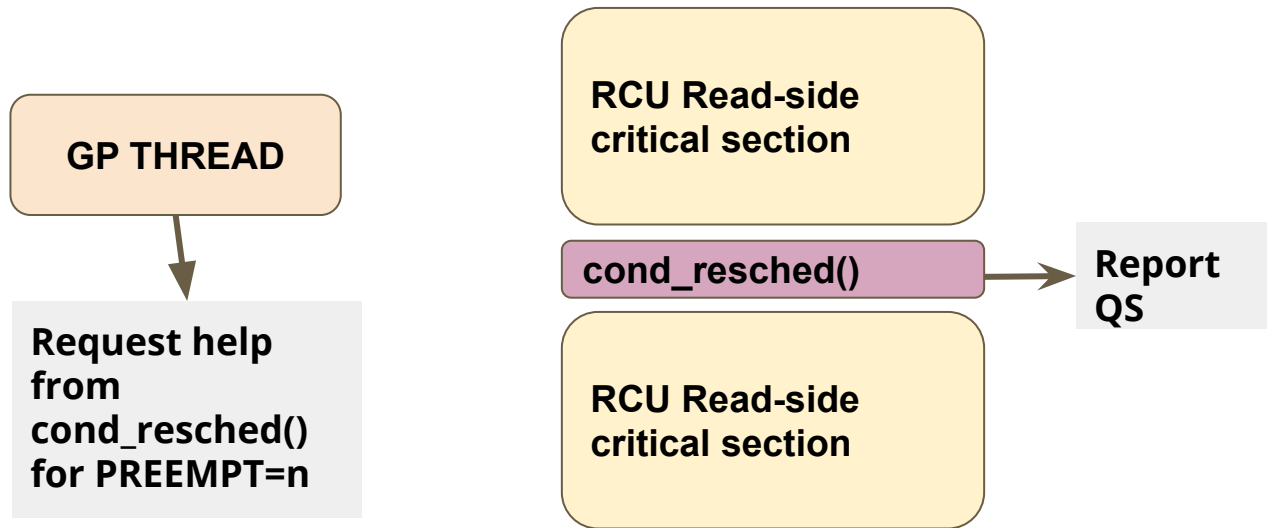 GP THREAD
Request help
from
cond_resched()
for PREEMPT=n
RCU Read-side
critical section
cond_resched()
Report
QS
RCU Read-side
critical section